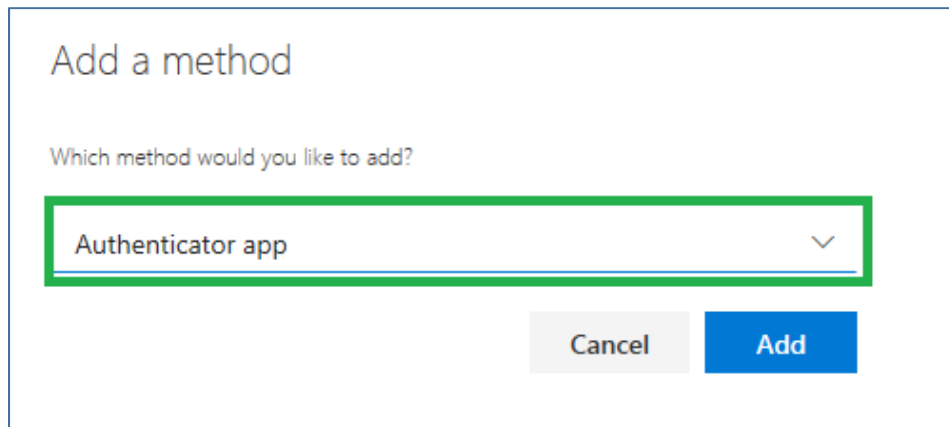 Add a method
Which method would you like to add?
Authenticator app
Cancel Add